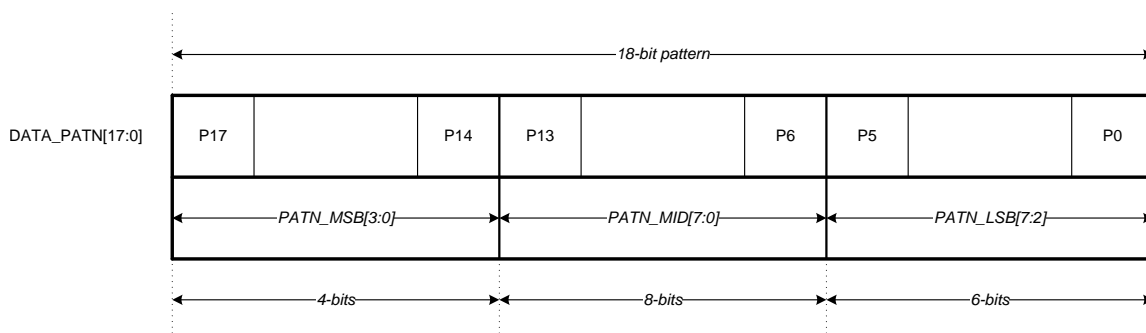 18-bit pattern
DATA_PATN[17:0] P17 P14 P13 P6 P5 P0
PATN_MSB[3:0] PATN_MID[7:0] PATN_LSB[7:2]
4-bits 8-bits 6-bits